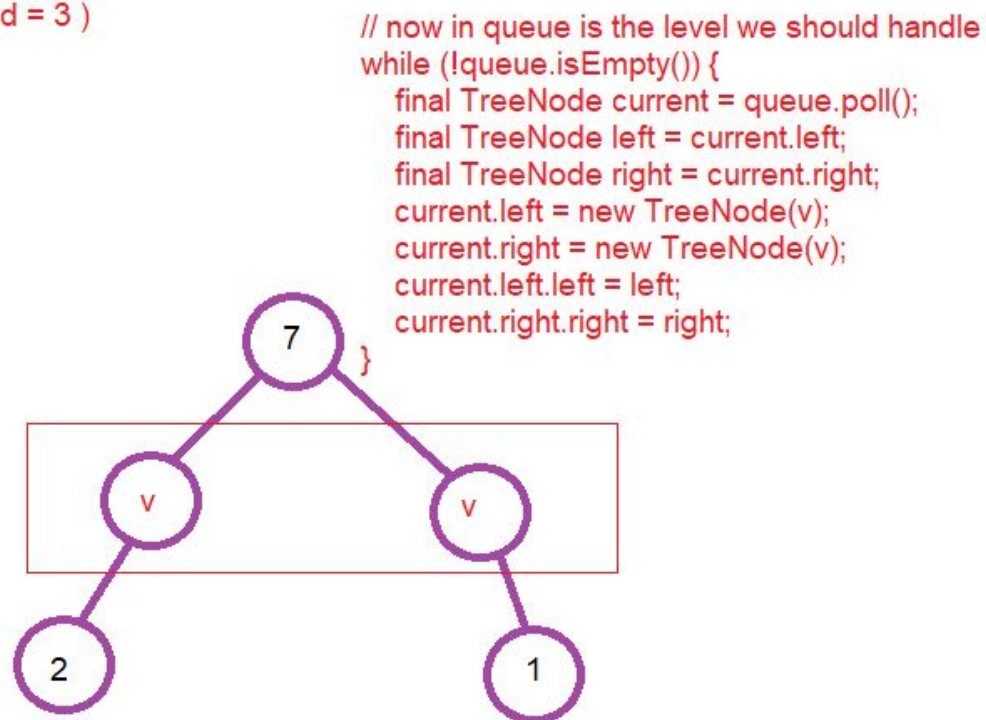 d = 3 )
// now in queue is the level we should handle
while (!queue.isEmpty()) {
final TreeNode current = queue.poll();
final TreeNode left = current.left;
final TreeNode right = current.right;
current.left = new TreeNode(v);
current.right = new TreeNode(v);
current.left.left = left;
current.right.right = right;
}
7
v
v
2
1